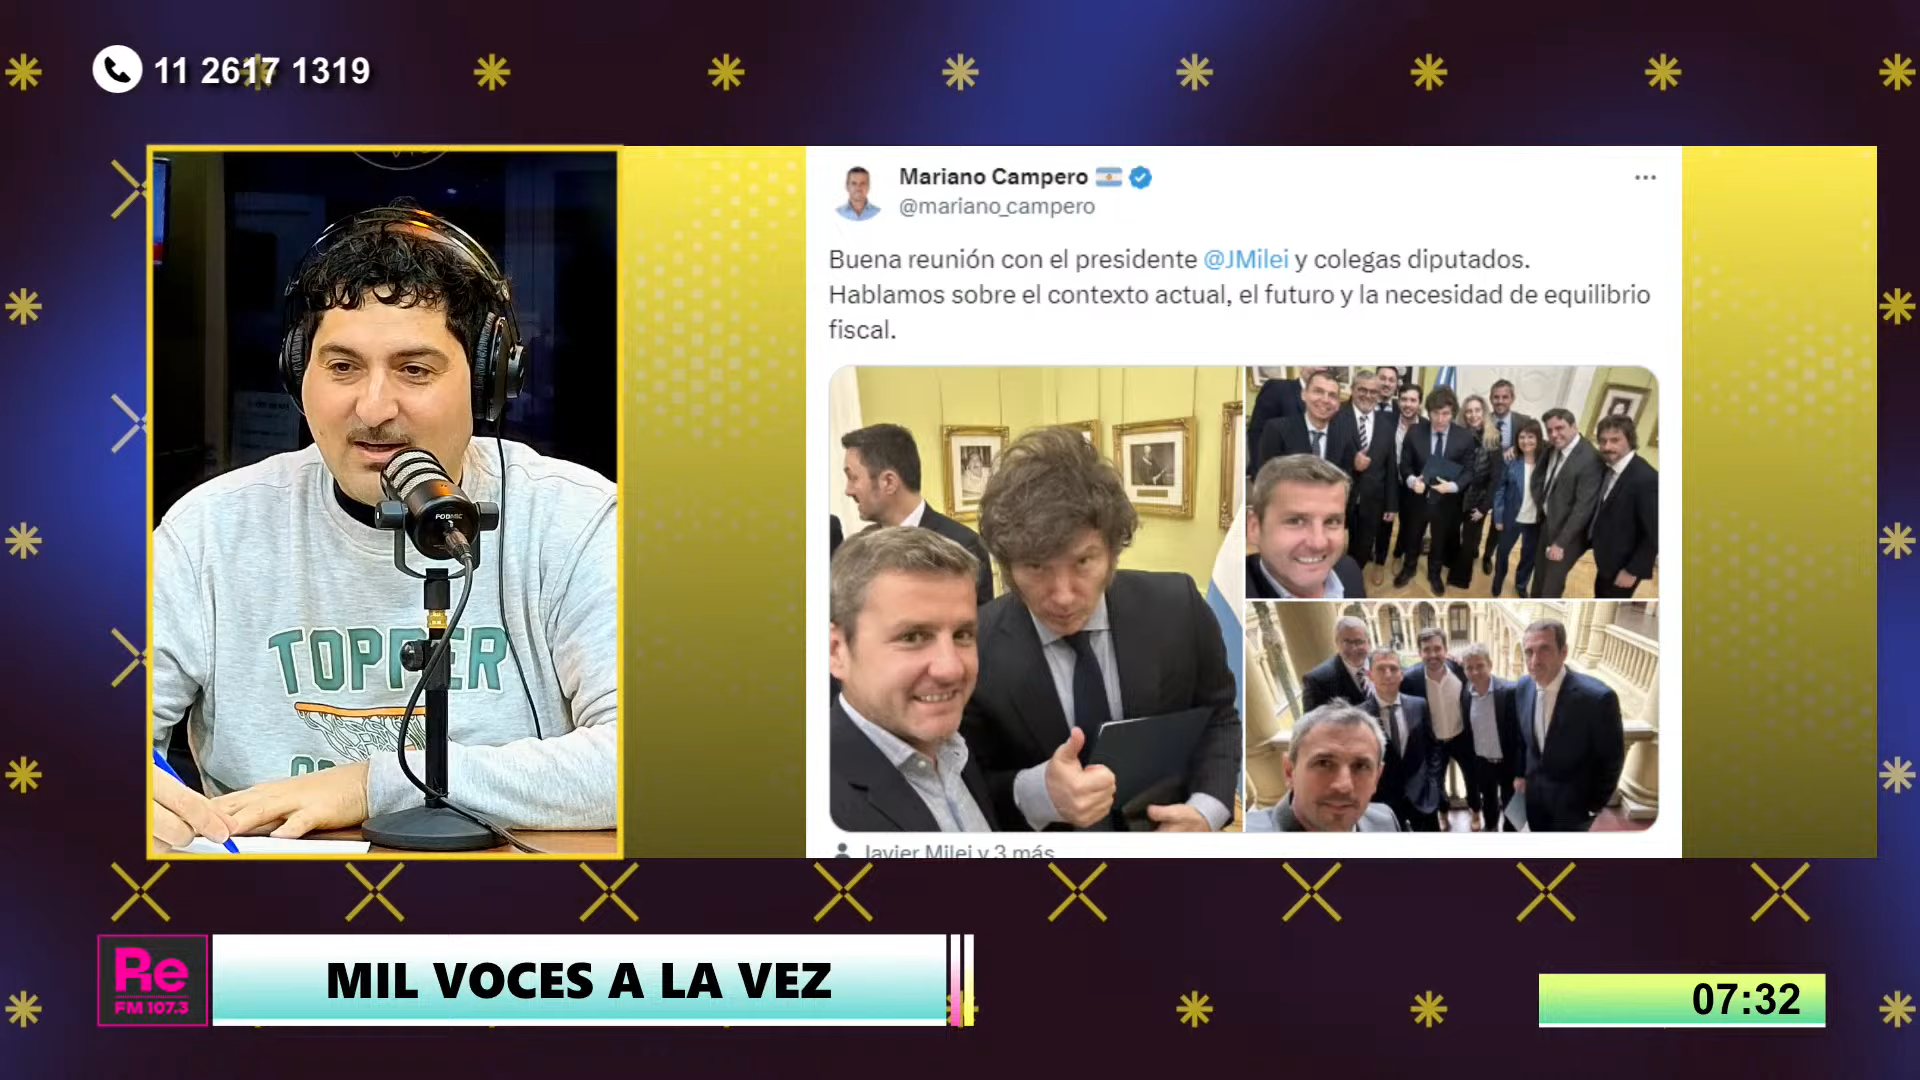 11 2617 1319
Mariano Campero
@mariano_campero
Buena reunión con el presidente @JMilei y colegas diputados.
Hablamos sobre el contexto actual, el futuro y la necesidad de equilibrio
fiscal.
Javier Milei y 3 más
PODMIC
TOPPER
Re
FM 107.3
MIL VOCES A LA VEZ
07:32